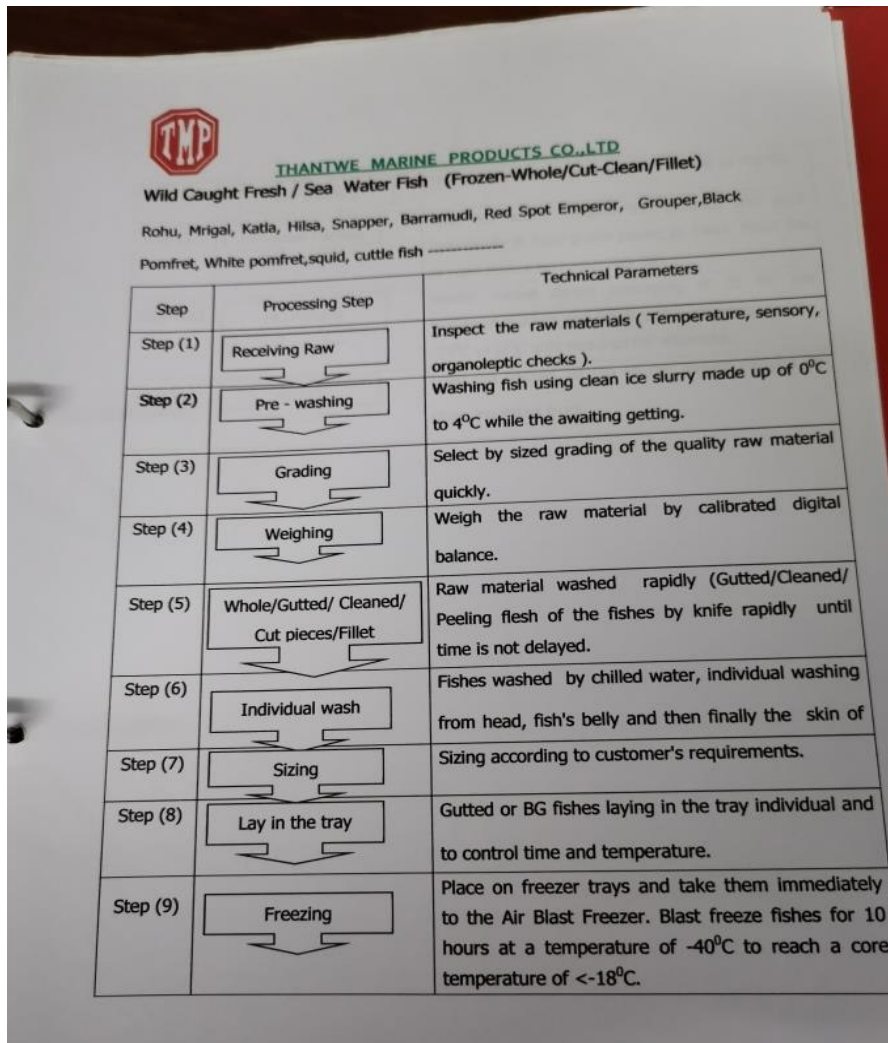 TMP
THANTWE MARINE PRODUCTS CO.,LTD
Wild Caught Fresh / Sea Water Fish (Frozen-Whole/Cut-Clean/Fillet)
Rohu, Mrigal, Katla, Hilsa, Snapper, Barramudi, Red Spot Emperor, Grouper,Black
Pomfret, White pomfret,squid, cuttle fish -------------
Step
Processing Step
Technical Parameters
Step (1)
Receiving Raw
Inspect the raw materials ( Temperature, sensory,
organoleptic checks ).
Step (2)
Pre - washing
Washing fish using clean ice slurry made up of 0⁰C
to 4⁰C while the awaiting getting.
Step (3)
Grading
Select by sized grading of the quality raw material
quickly.
Step (4)
Weighing
Weigh the raw material by calibrated digital
balance.
Step (5)
Whole/Gutted/ Cleaned/
Cut pieces/Fillet
Raw material washed rapidly (Gutted/Cleaned/
Peeling flesh of the fishes by knife rapidly until
time is not delayed.
Step (6)
Individual wash
Fishes washed by chilled water, individual washing
from head, fish's belly and then finally the skin of
Step (7)
Sizing
Sizing according to customer's requirements.
Step (8)
Lay in the tray
Gutted or BG fishes laying in the tray individual and
to control time and temperature.
Step (9)
Freezing
Place on freezer trays and take them immediately
to the Air Blast Freezer. Blast freeze fishes for 10
hours at a temperature of -40⁰C to reach a core
temperature of <-18⁰C.